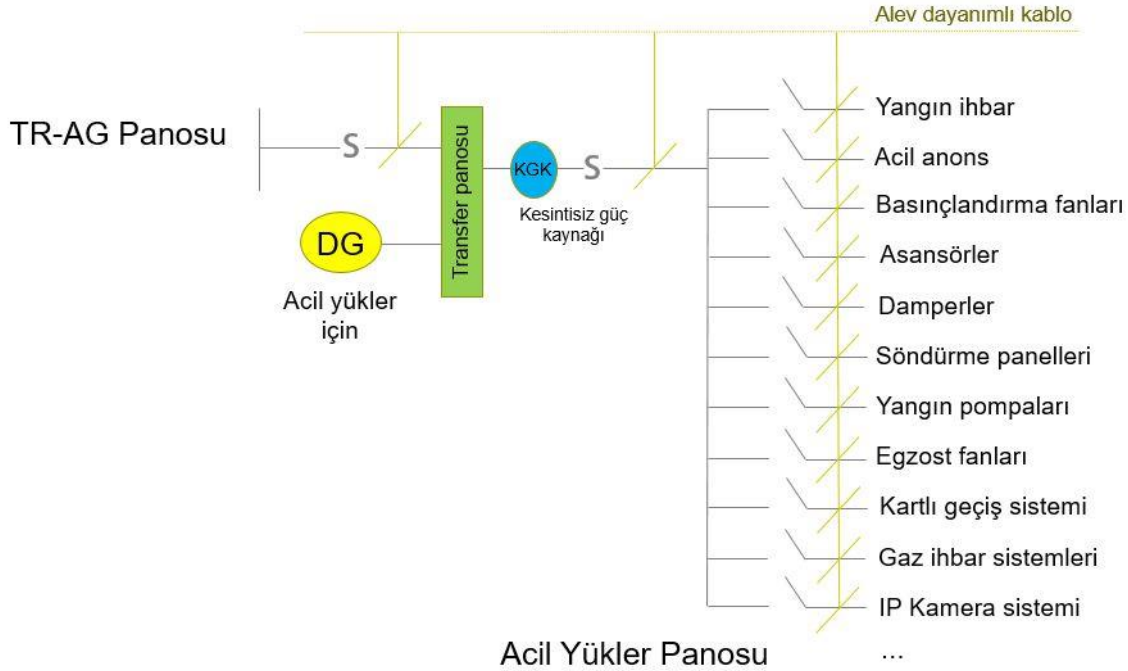 Alev dayanımlı kablo
TR-AG Panosu
S
Transfer panosu
KGK
S
Kesintisiz güç
kaynağı
DG
Acil yükler
için
Yangın ihbar
Acil anons
Basınçlandırma fanları
Asansörler
Damperler
Söndürme panelleri
Yangın pompaları
Egzost fanları
Kartlı geçiş sistemi
Gaz ihbar sistemleri
IP Kamera sistemi
...
Acil Yükler Panosu